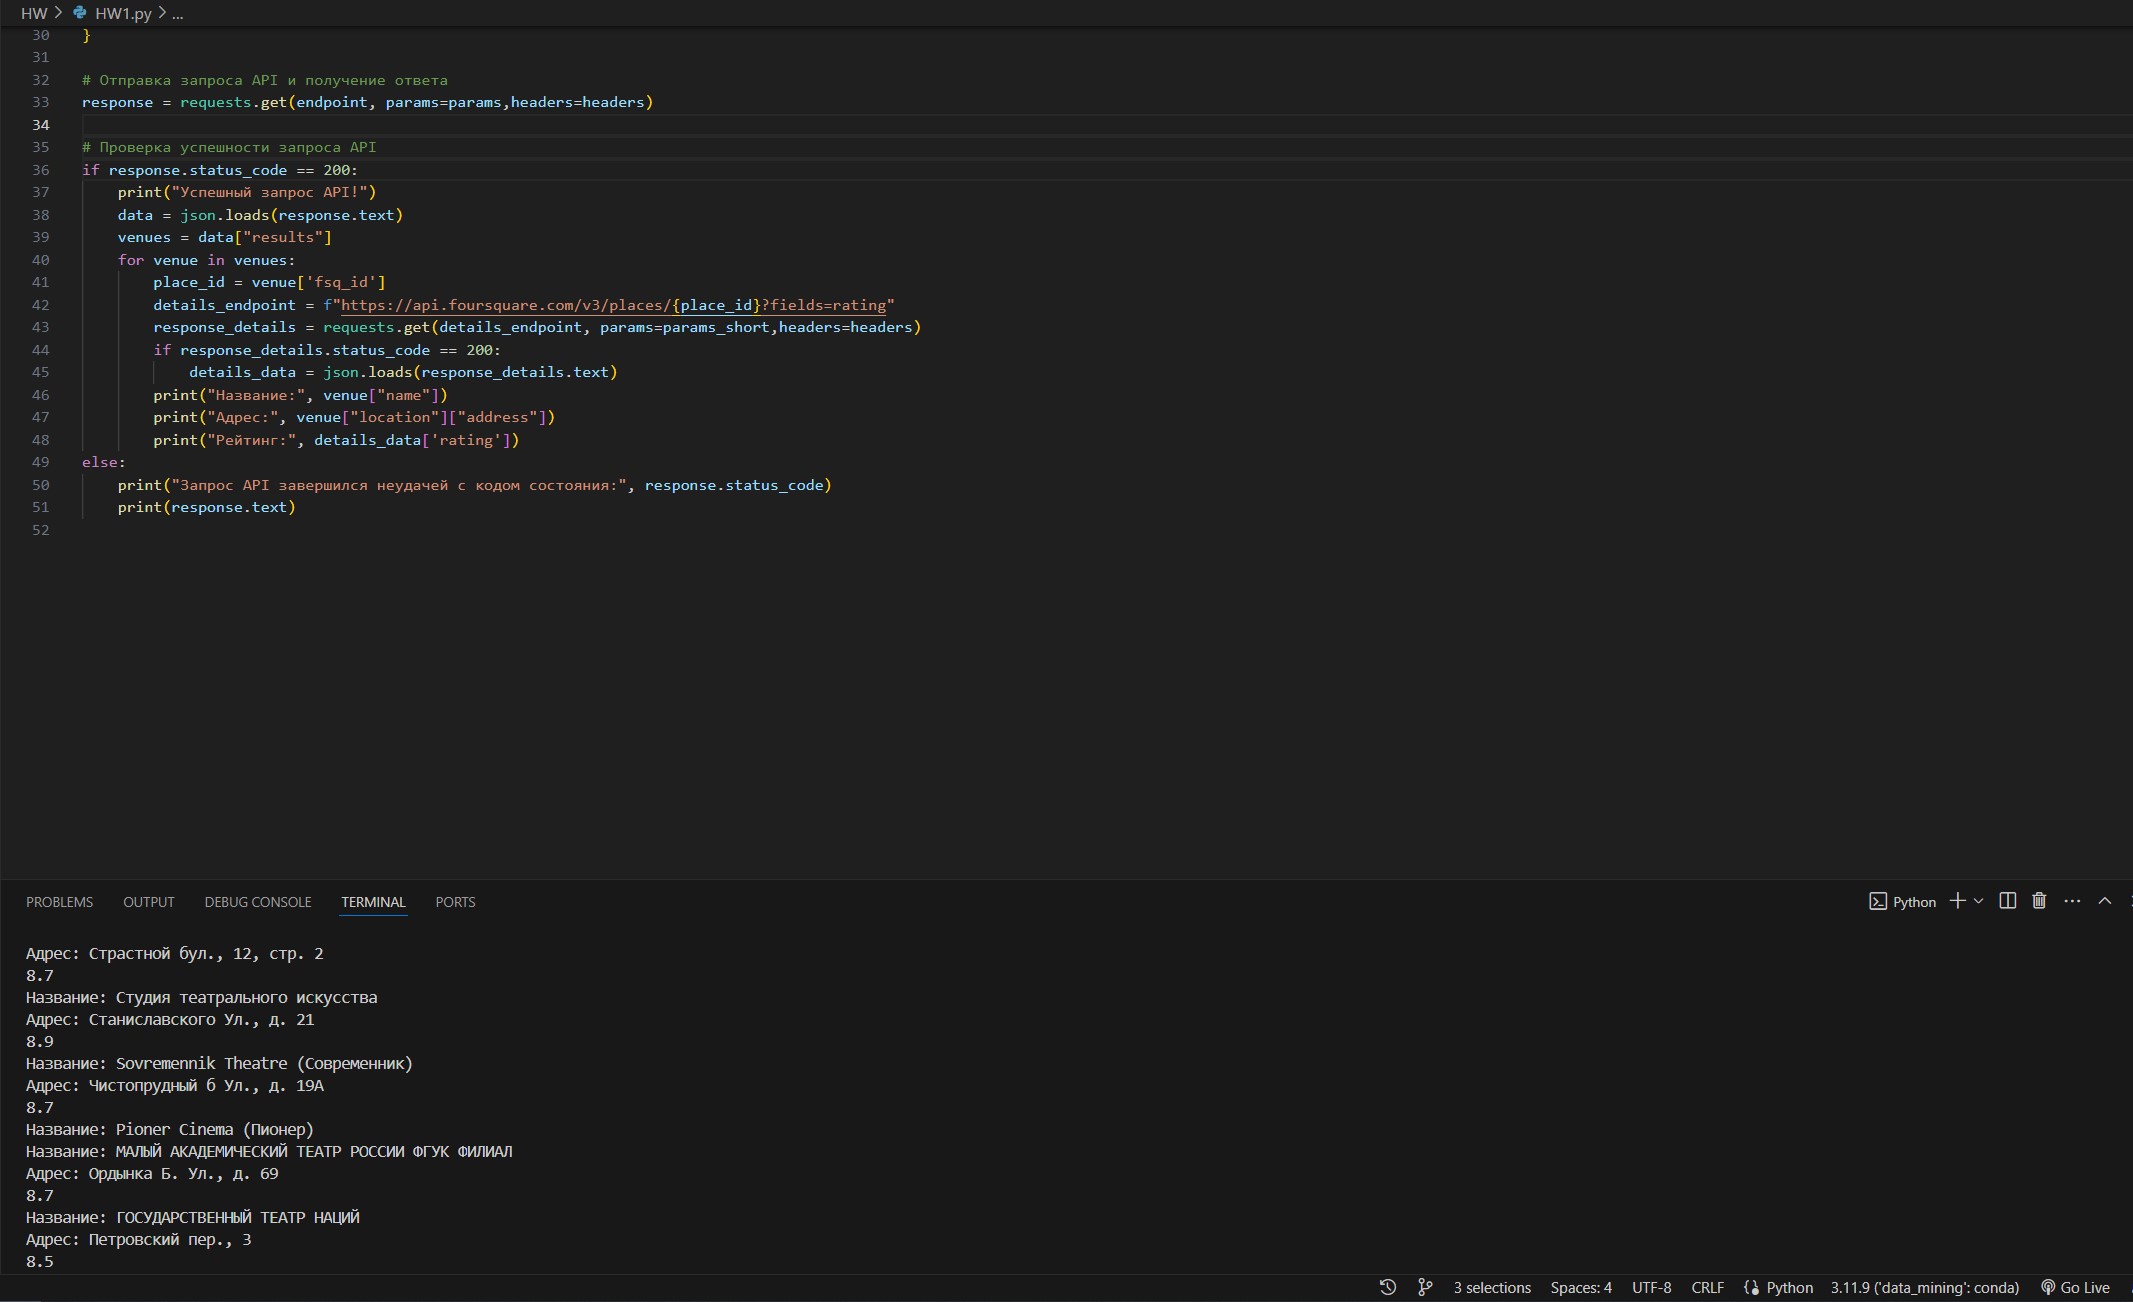 HW > HW1.py > ...
30 }
31
32 # Отправка запроса API и получение ответа
33 response = requests.get(endpoint, params=params,headers=headers)
34
35 # Проверка успешности запроса API
36 if response.status_code == 200:
37     print("Успешный запрос API!")
38     data = json.loads(response.text)
39     venues = data["results"]
40     for venue in venues:
41         place_id = venue['fsq_id']
42         details_endpoint = f"https://api.foursquare.com/v3/places/{place_id}?fields=rating"
43         response_details = requests.get(details_endpoint, params=params_short,headers=headers)
44         if response_details.status_code == 200:
45             details_data = json.loads(response_details.text)
46         print("Название:", venue["name"])
47         print("Адрес:", venue["location"]["address"])
48         print("Рейтинг:", details_data['rating'])
49 else:
50     print("Запрос API завершился неудачей с кодом состояния:", response.status_code)
51     print(response.text)
52
PROBLEMS OUTPUT DEBUG CONSOLE TERMINAL PORTS Python
Адрес: Страстной бул., 12, стр. 2
8.7
Название: Студия театрального искусства
Адрес: Станиславского Ул., д. 21
8.9
Название: Sovremennik Theatre (Современник)
Адрес: Чистопрудный б Ул., д. 19А
8.7
Название: Pioner Cinema (Пионер)
Название: МАЛЫЙ АКАДЕМИЧЕСКИЙ ТЕАТР РОССИИ ФГУК ФИЛИАЛ
Адрес: Ордынка Б. Ул., д. 69
8.7
Название: ГОСУДАРСТВЕННЫЙ ТЕАТР НАЦИЙ
Адрес: Петровский пер., 3
8.5
3 selections Spaces: 4 UTF-8 CRLF Python 3.11.9 ('data_mining': conda) Go Live